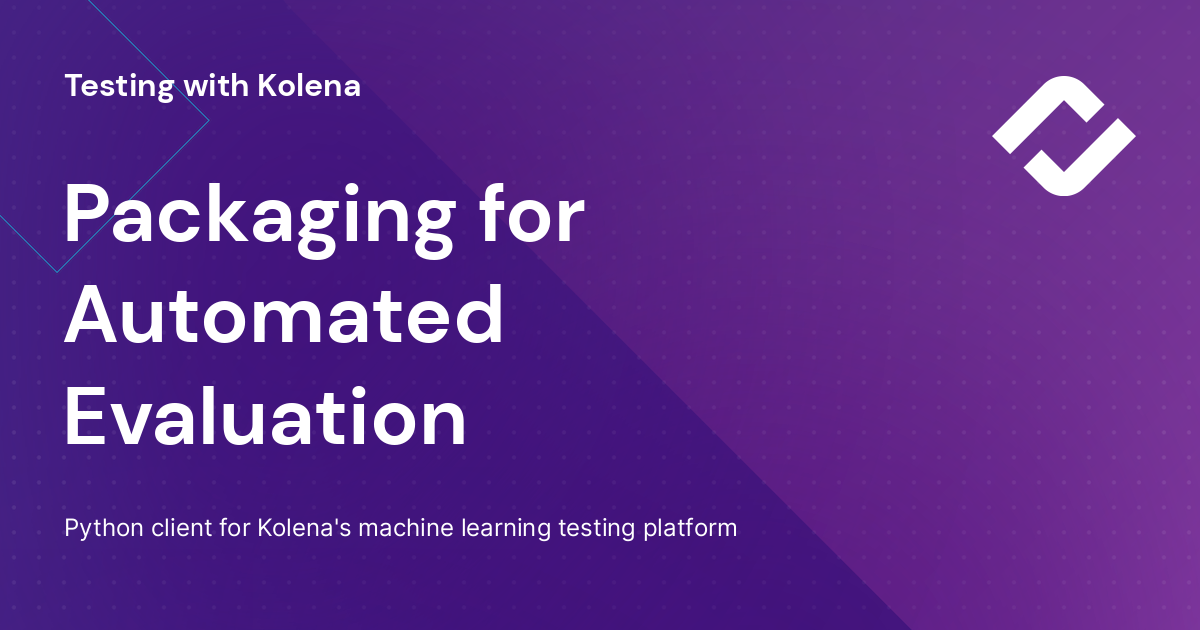 Testing with Kolena
Packaging for
Automated
Evaluation
Python client for Kolena's machine learning testing platform